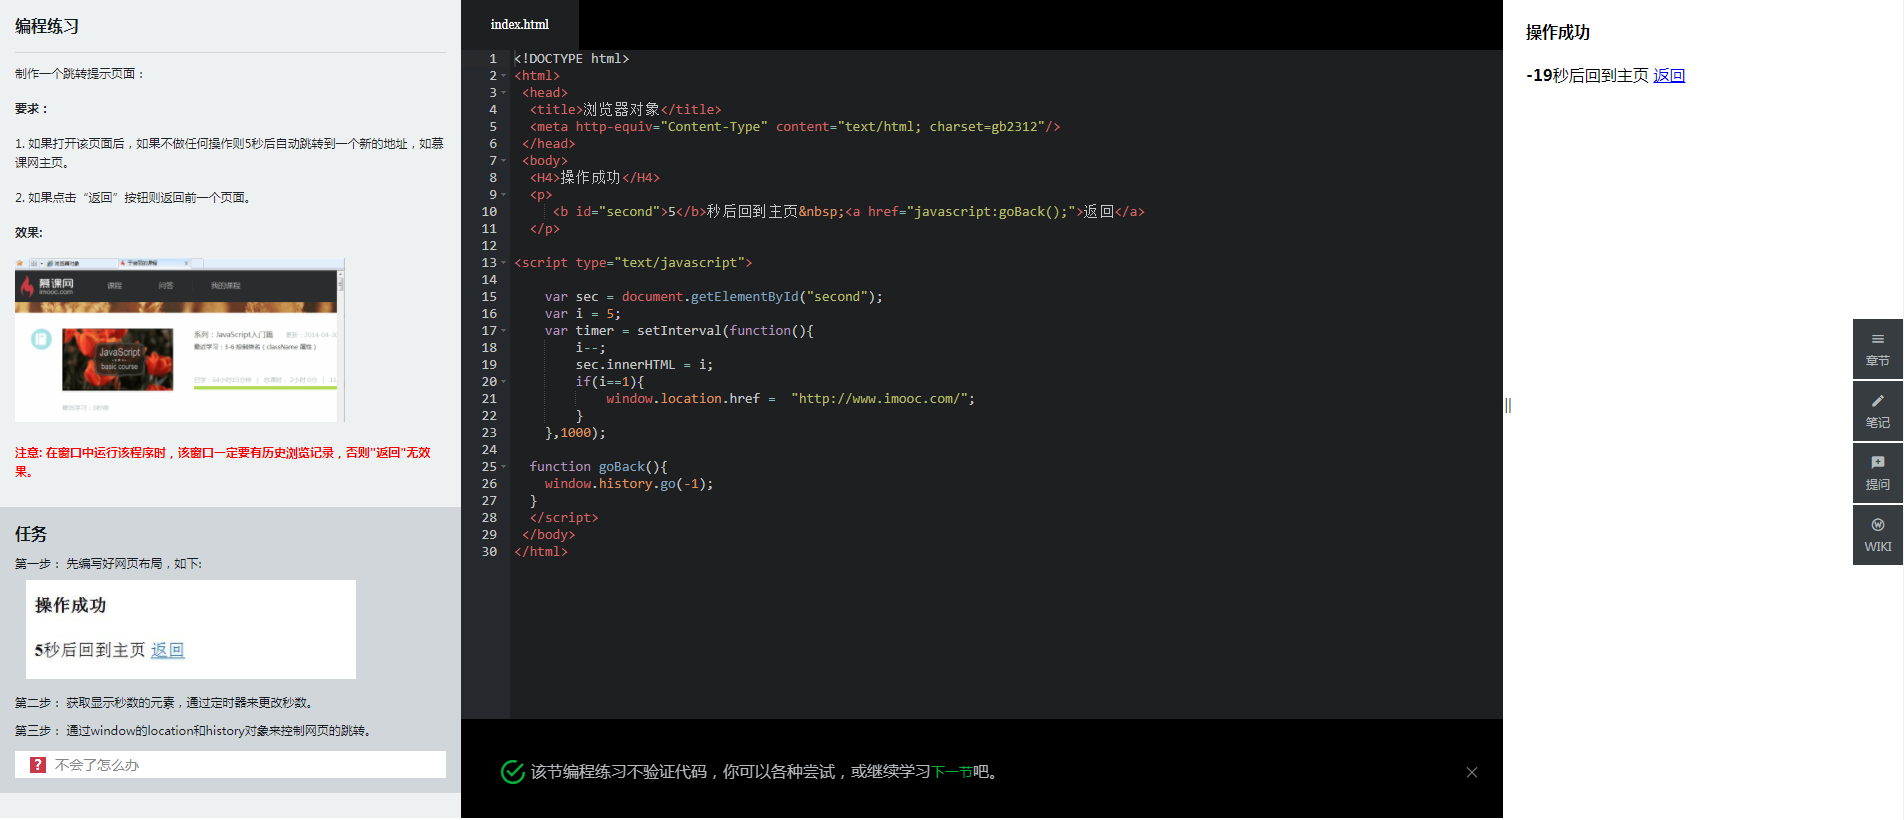 编程练习
制作一个跳转提示页面：
要求：
1. 如果打开该页面后，如果不做任何操作则5秒后自动跳转到一个新的地址，如慕
课网主页。
2. 如果点击“返回”按钮则返回前一个页面。
效果:
慕课网
imooc.com
课程
问答
我的课程
系列：JavaScript入门篇
JavaScript
basic course
注意: 在窗口中运行该程序时，该窗口一定要有历史浏览记录，否则"返回"无效
果。
任务
第一步： 先编写好网页布局，如下:
操作成功
5秒后回到主页 返回
第二步： 获取显示秒数的元素，通过定时器来更改秒数。
第三步： 通过window的location和history对象来控制网页的跳转。
? 不会了怎么办
index.html
1 <!DOCTYPE html>
2 <html>
3 <head>
4 <title>浏览器对象</title>
5 <meta http-equiv="Content-Type" content="text/html; charset=gb2312"/>
6 </head>
7 <body>
8 <H4>操作成功</H4>
9 <p>
10 <b id="second">5</b>秒后回到主页&nbsp;<a href="javascript:goBack();">返回</a>
11 </p>
12
13 <script type="text/javascript">
14
15 var sec = document.getElementById("second");
16 var i = 5;
17 var timer = setInterval(function(){
18 i--;
19 sec.innerHTML = i;
20 if(i==1){
21 window.location.href =  "http://www.imooc.com/";
22 }
23 },1000);
24
25 function goBack(){
26 window.history.go(-1);
27 }
28 </script>
29 </body>
30 </html>
该节编程练习不验证代码，你可以各种尝试，或继续学习下一节吧。
操作成功
-19秒后回到主页 返回
章节
笔记
提问
WIKI